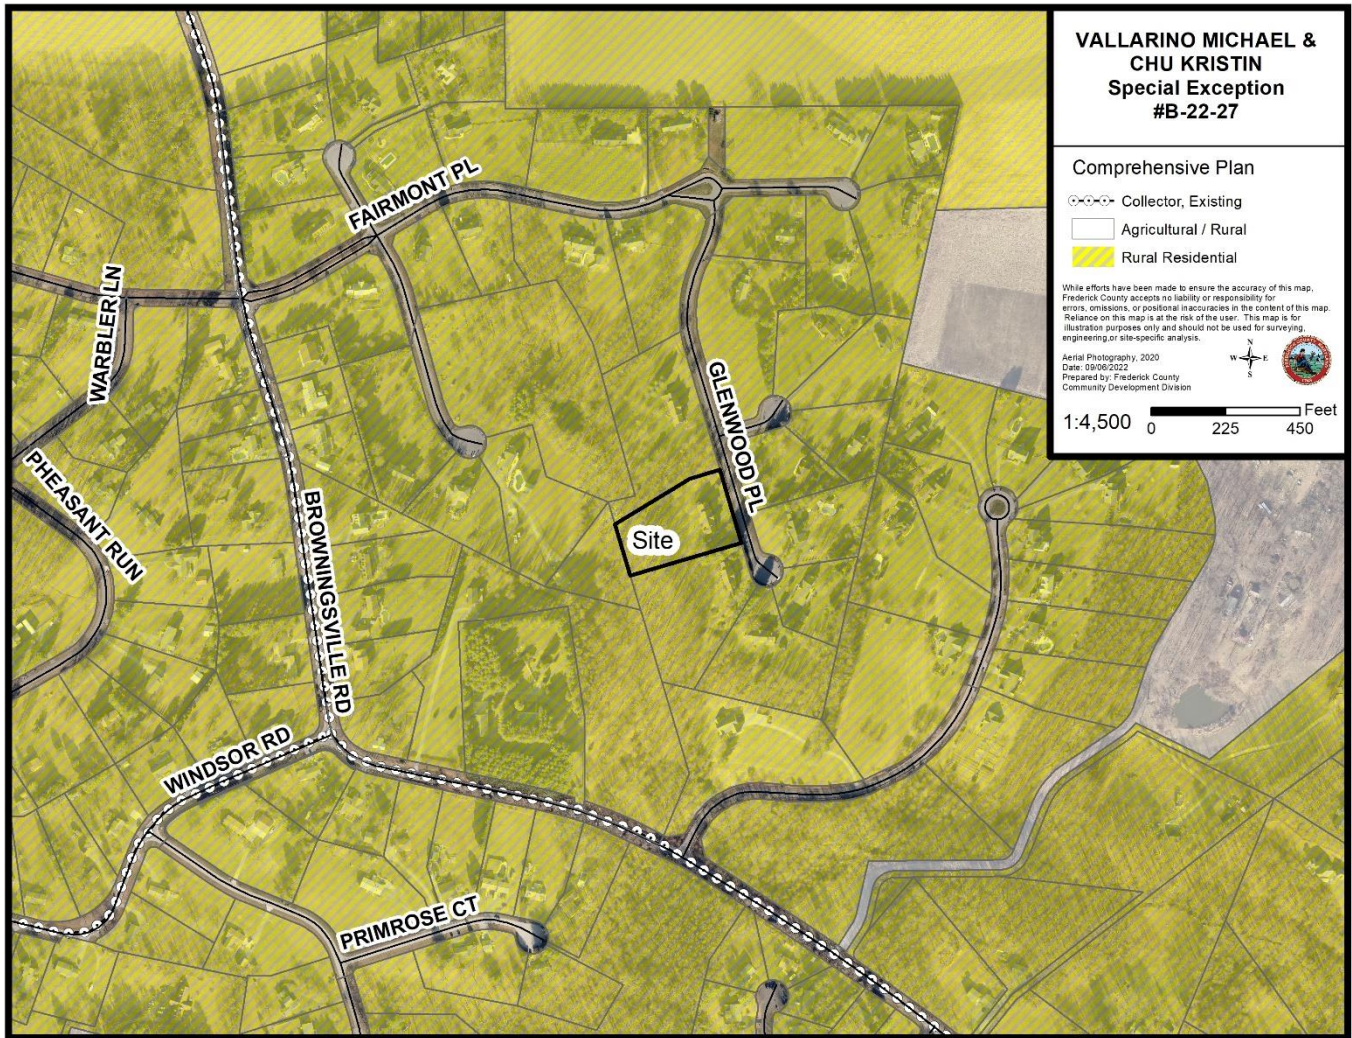 VALLARINO MICHAEL &
CHU KRISTIN
Special Exception
#B-22-27
Comprehensive Plan
Collector, Existing
Agricultural / Rural
Rural Residential
While efforts have been made to ensure the accuracy of this map,
Frederick County accepts no liability or responsibility for
errors, omissions, or positional inaccuracies in the content of this map.
Reliance on this map is at the risk of the user. This map is for
illustration purposes only and should not be used for surveying,
engineering,or site-specific analysis.
Aerial Photography, 2020
Date: 09/06/2022
Prepared by: Frederick County
Community Development Division
N
W E
S
1:4,500
Feet
0 225 450
FAIRMONT PL
WARBLER LN
GLENWOOD PL
PHEASANT RUN
BROWNINGSVILLE RD
Site
WINDSOR RD
PRIMROSE CT